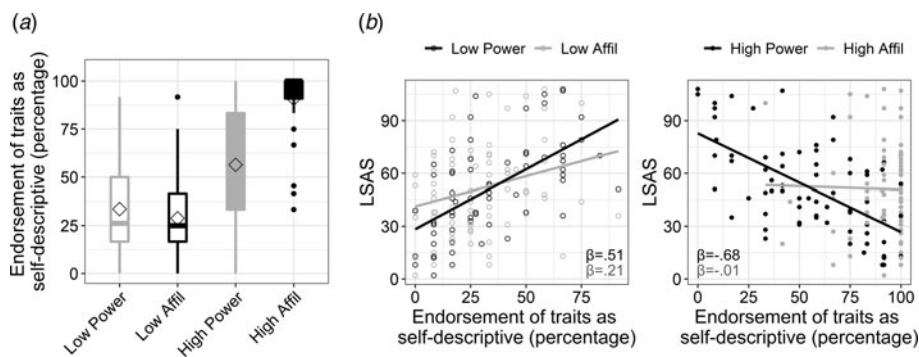 (a)
Endorsement of traits as
self-descriptive (percentage)
100
75
50
25
0
Low Power
Low Affil
High Power
High Affil
(b)
Low Power Low Affil
LSAS
90
60
30
0
β=.51
β=.21
0 25 50 75
Endorsement of traits as
self-descriptive (percentage)
High Power High Affil
LSAS
90
60
30
0
β=-.68
β=-.01
0 25 50 75 100
Endorsement of traits as
self-descriptive (percentage)